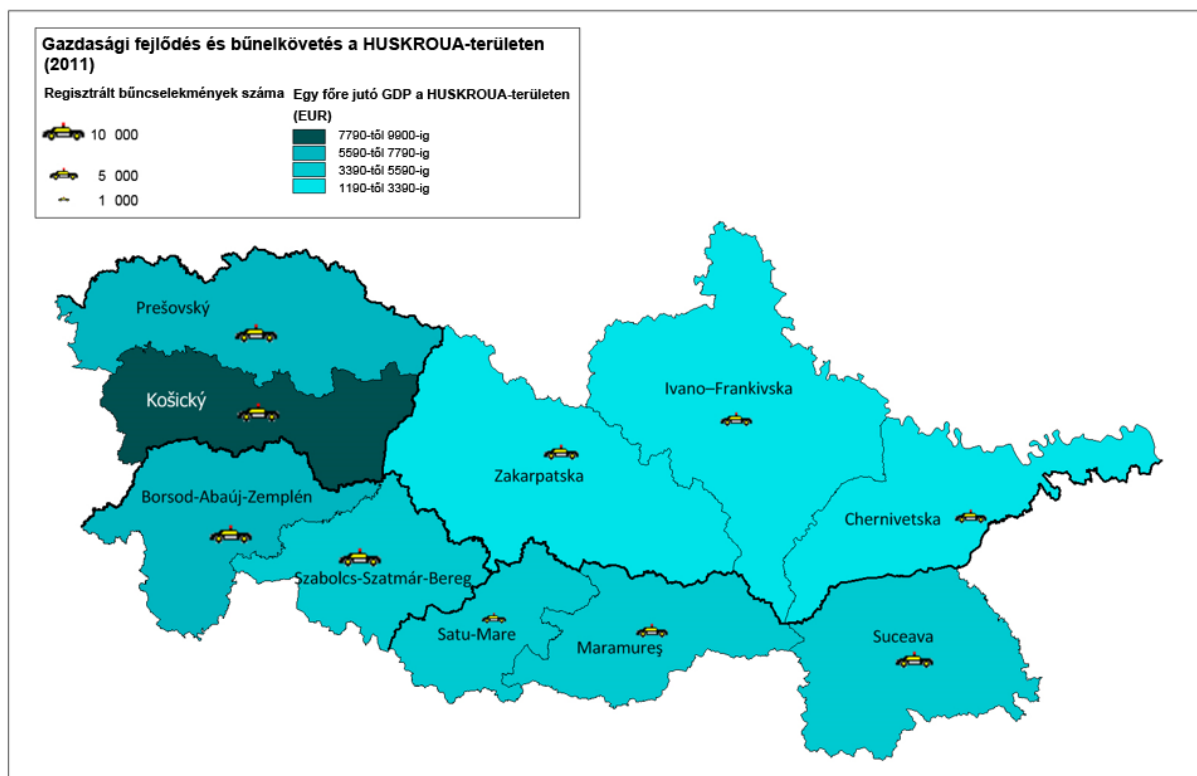 Gazdasági fejlődés és bűnelkövetés a HUSKROUA-területen
(2011)
Regisztrált bűncselekmények száma
10 000
5 000
1 000
Egy főre jutó GDP a HUSKROUA-területen
(EUR)
7790-től 9900-ig
5590-től 7790-ig
3390-től 5590-ig
1190-től 3390-ig
Prešovský
Košický
Ivano–Frankivska
Zakarpatska
Borsod-Abaúj-Zemplén
Chernivetska
Szabolcs-Szatmár-Bereg
Satu-Mare
Maramureş
Suceava